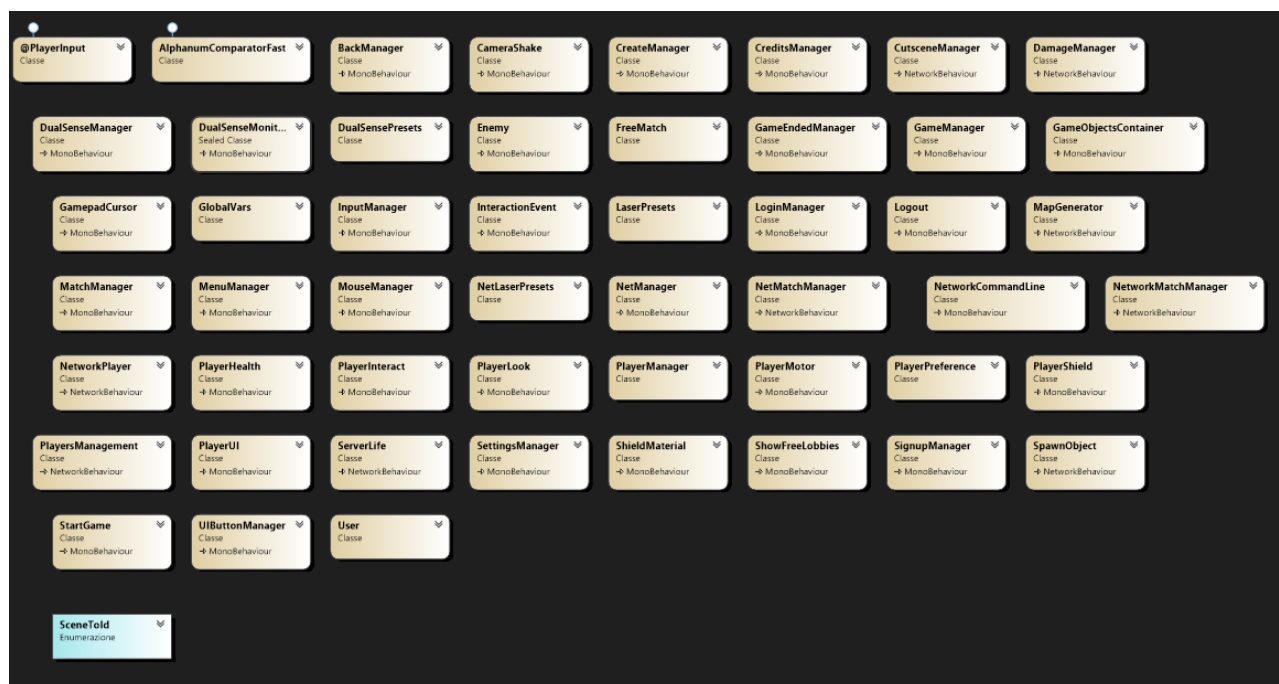 @PlayerInput
Classe
AlphanumComparatorFast
Classe
BackManager
Classe
MonoBehaviour
CameraShake
Classe
MonoBehaviour
CreateManager
Classe
MonoBehaviour
CreditsManager
Classe
MonoBehaviour
CutsceneManager
Classe
NetworkBehaviour
DamageManager
Classe
NetworkBehaviour
DualSenseManager
Classe
MonoBehaviour
DualSenseMonit...
Sealed Classe
MonoBehaviour
DualSensePresets
Classe
Enemy
Classe
MonoBehaviour
FreeMatch
Classe
GameEndedManager
Classe
MonoBehaviour
GameManager
Classe
MonoBehaviour
GameObjectsContainer
Classe
MonoBehaviour
GamepadCursor
Classe
MonoBehaviour
GlobalVars
Classe
InputManager
Classe
MonoBehaviour
InteractionEvent
Classe
MonoBehaviour
LaserPresets
Classe
LoginManager
Classe
MonoBehaviour
Logout
Classe
MonoBehaviour
MapGenerator
Classe
NetworkBehaviour
MatchManager
Classe
MonoBehaviour
MenuManager
Classe
MonoBehaviour
MouseManager
Classe
MonoBehaviour
NetLaserPresets
Classe
NetManager
Classe
MonoBehaviour
NetMatchManager
Classe
NetworkBehaviour
NetworkCommandLine
Classe
MonoBehaviour
NetworkMatchManager
Classe
NetworkBehaviour
NetworkPlayer
Classe
NetworkBehaviour
PlayerHealth
Classe
MonoBehaviour
PlayerInteract
Classe
MonoBehaviour
PlayerLook
Classe
MonoBehaviour
PlayerManager
Classe
PlayerMotor
Classe
MonoBehaviour
PlayerPreference
Classe
PlayerShield
Classe
MonoBehaviour
PlayersManagement
Classe
NetworkBehaviour
PlayerUI
Classe
MonoBehaviour
ServerLife
Classe
NetworkBehaviour
SettingsManager
Classe
MonoBehaviour
ShieldMaterial
Classe
MonoBehaviour
ShowFreeLobbies
Classe
MonoBehaviour
SignupManager
Classe
MonoBehaviour
SpawnObject
Classe
NetworkBehaviour
StartGame
Classe
MonoBehaviour
UIButtonManager
Classe
MonoBehaviour
User
Classe
SceneToId
Enumerazione